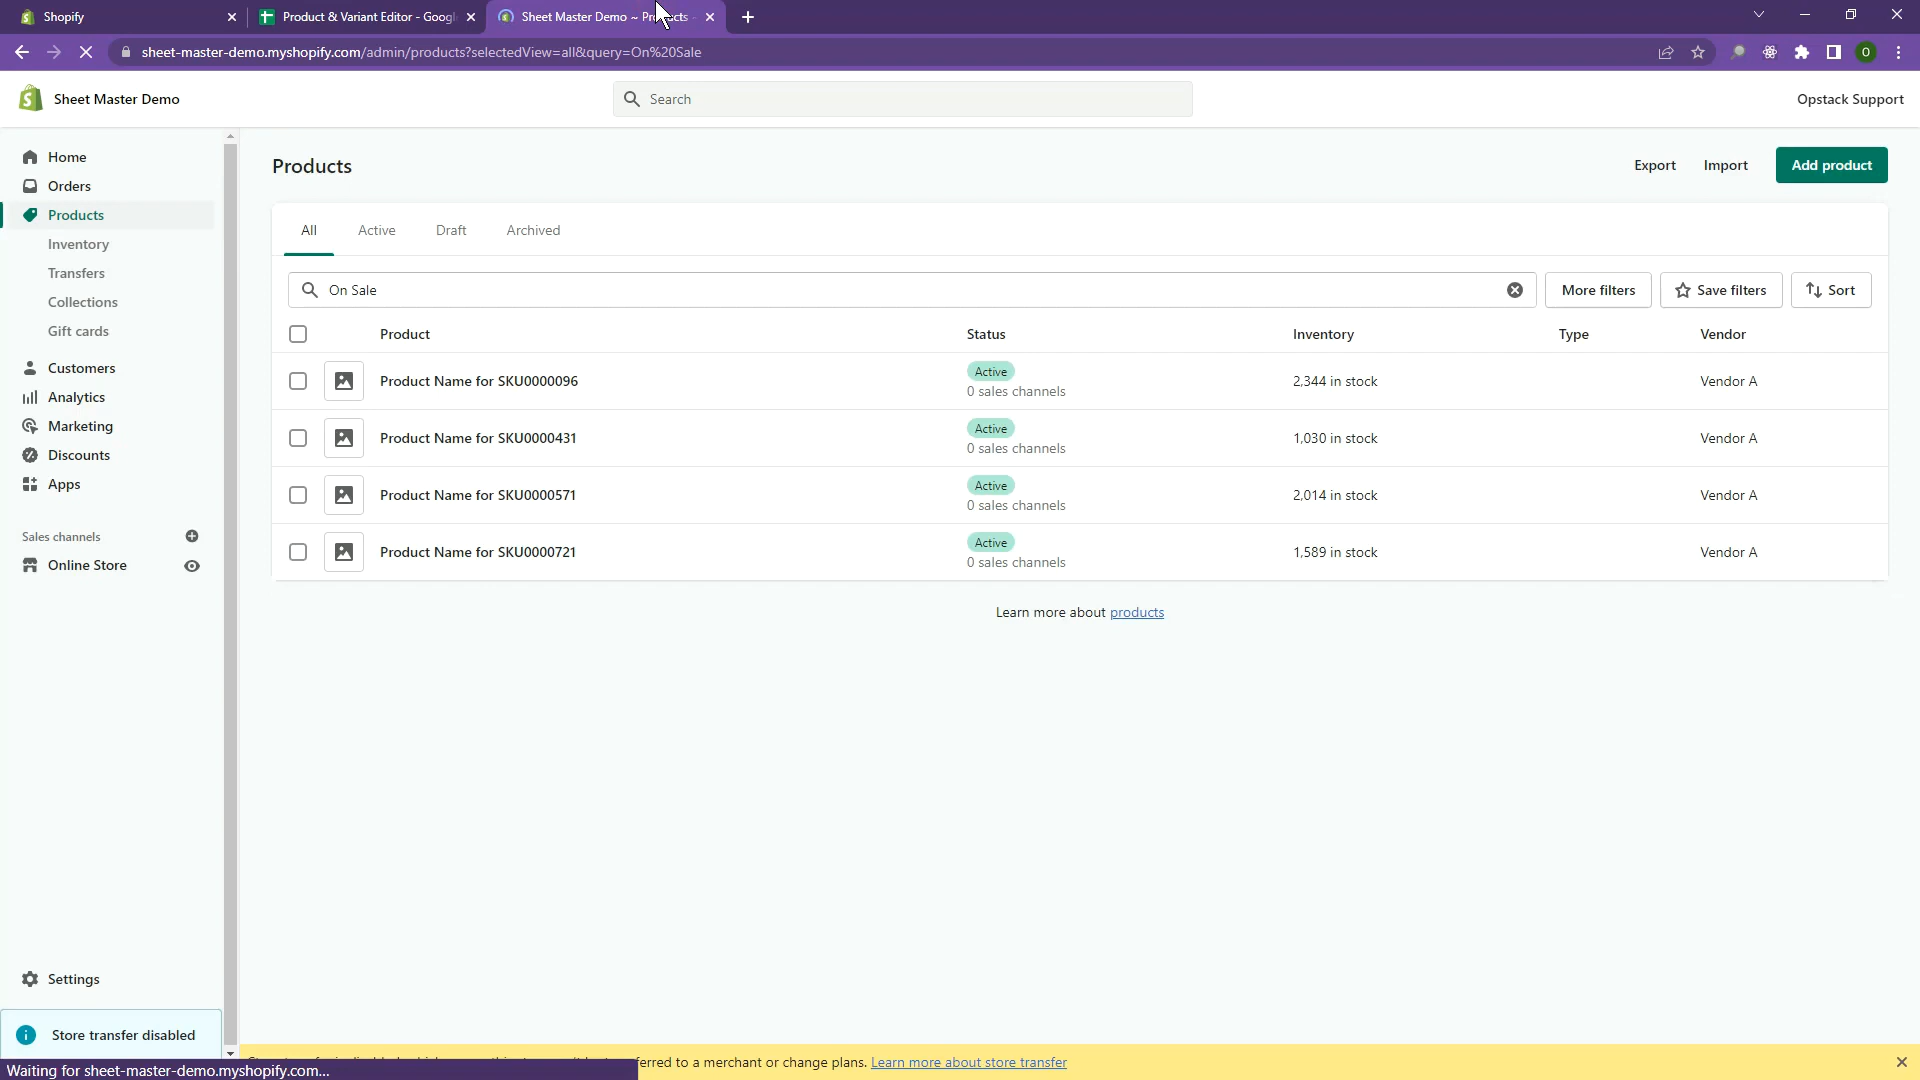 Shopify
Product & Variant Editor - Googl
Sheet Master Demo ~ Pr cts -
sheet-master-demo.myshopify.com/admin/products?selectedView=all&query=On%20Sale
O
Sheet Master Demo
Search
Opstack Support
Home
Orders
Products
Inventory
Transfers
Collections
Gift cards
Customers
Analytics
Marketing
Discounts
Apps
Sales channels
Online Store
Settings
Store transfer disabled
Products
Export
Import
Add product
All
Active
Draft
Archived
On Sale
More filters
Save filters
Sort
Product Status Inventory Type Vendor
Product Name for SKU0000096 Active 2,344 in stock Vendor A
0 sales channels
Product Name for SKU0000431 Active 1,030 in stock Vendor A
0 sales channels
Product Name for SKU0000571 Active 2,014 in stock Vendor A
0 sales channels
Product Name for SKU0000721 Active 1,589 in stock Vendor A
0 sales channels
Learn more about products
ferred to a merchant or change plans. Learn more about store transfer
Waiting for sheet-master-demo.myshopify.com...